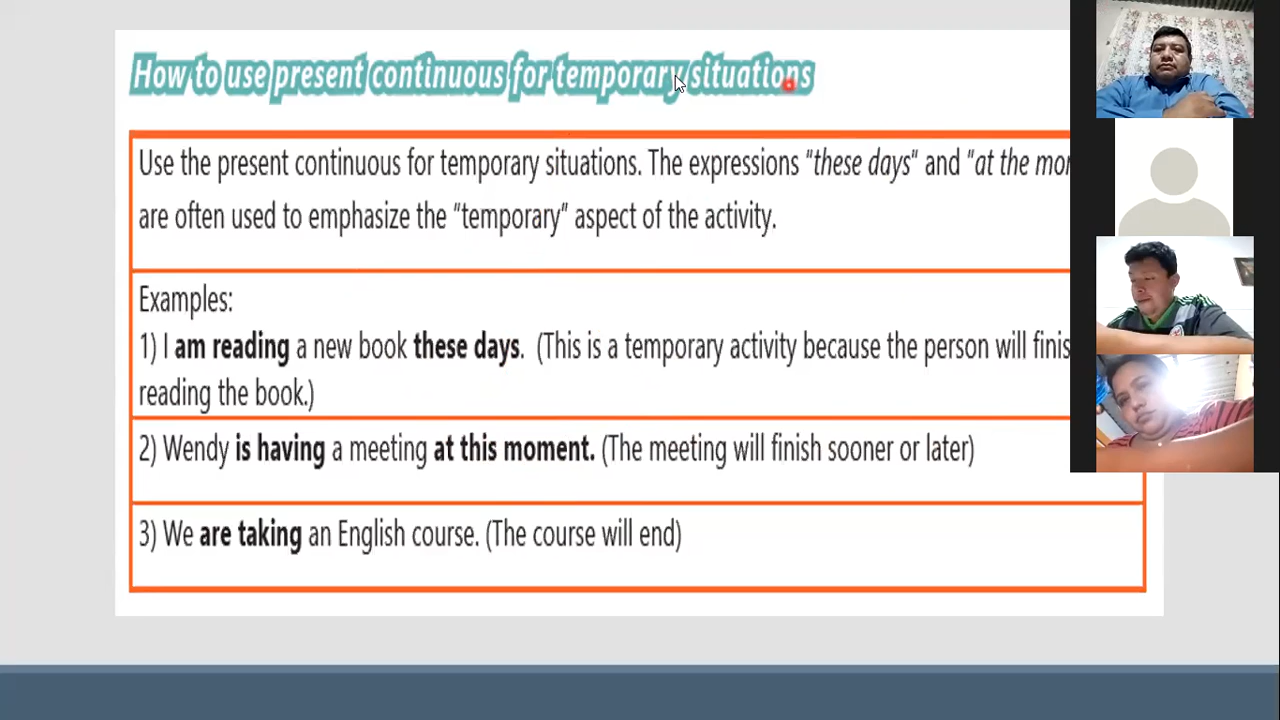 How to use present continuous for temporary situations
Use the present continuous for temporary situations. The expressions "these days" and "at the
are often used to emphasize the "temporary" aspect of the activity.
Examples:
1) I am reading a new book these days. (This is a temporary activity because the person will
reading the book.)
2) Wendy is having a meeting at this moment. (The meeting will finish sooner or later)
3) We are taking an English course. (The course will end)